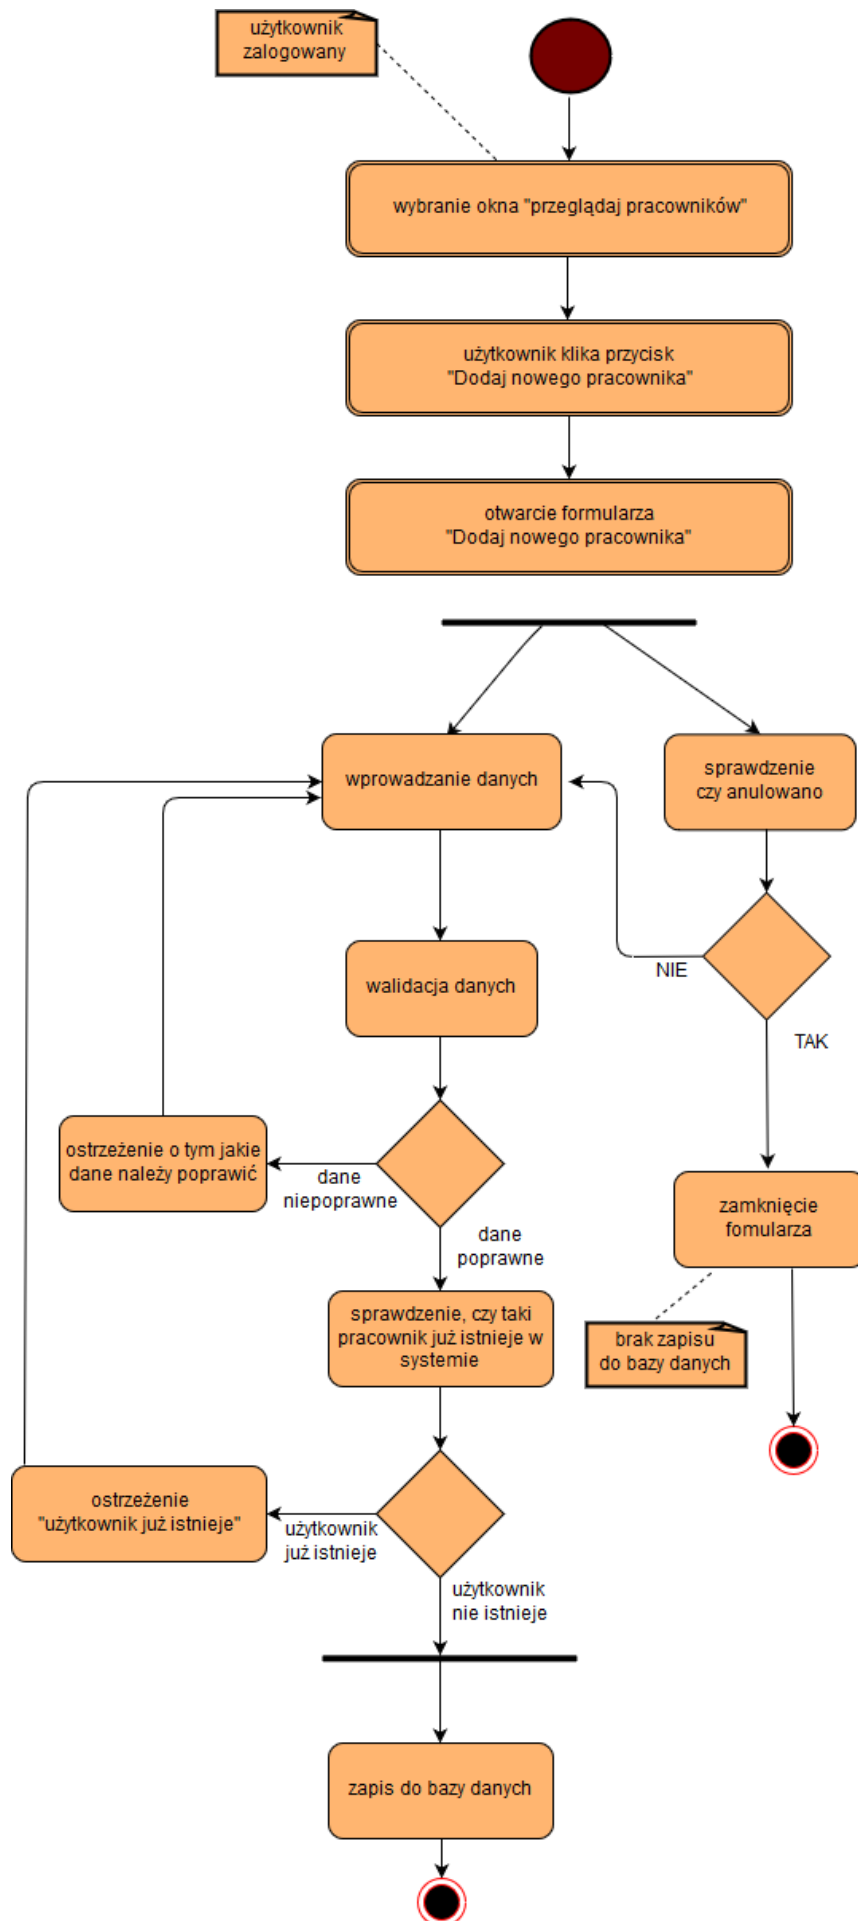 użytkownik
zalogowany
wybranie okna "przeglądaj pracowników"
użytkownik klika przycisk
"Dodaj nowego pracownika"
otwarcie formularza
"Dodaj nowego pracownika"
wprowadzanie danych
sprawdzenie
czy anulowano
walidacja danych
NIE
TAK
ostrzeżenie o tym jakie
dane należy poprawić
dane
niepoprawne
dane
poprawne
zamknięcie
fomularza
sprawdzenie, czy taki
pracownik już istnieje w
systemie
brak zapisu
do bazy danych
ostrzeżenie
"użytkownik już istnieje"
użytkownik
już istnieje
użytkownik
nie istnieje
zapis do bazy danych